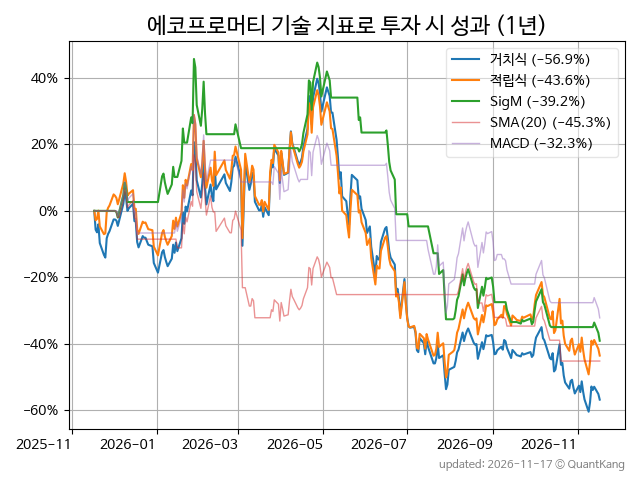 에코프로머티 기술 지표로 투자 시 성과 (1년)
거치식 (−56.9%)
적립식 (−43.6%)
SigM (−39.2%)
SMA(20) (−45.3%)
MACD (−32.3%)
40%
20%
0%
−20%
−40%
−60%
2025-11 2026-01 2026-03 2026-05 2026-07 2026-09 2026-11
updated: 2026-11-17 © QuantKang